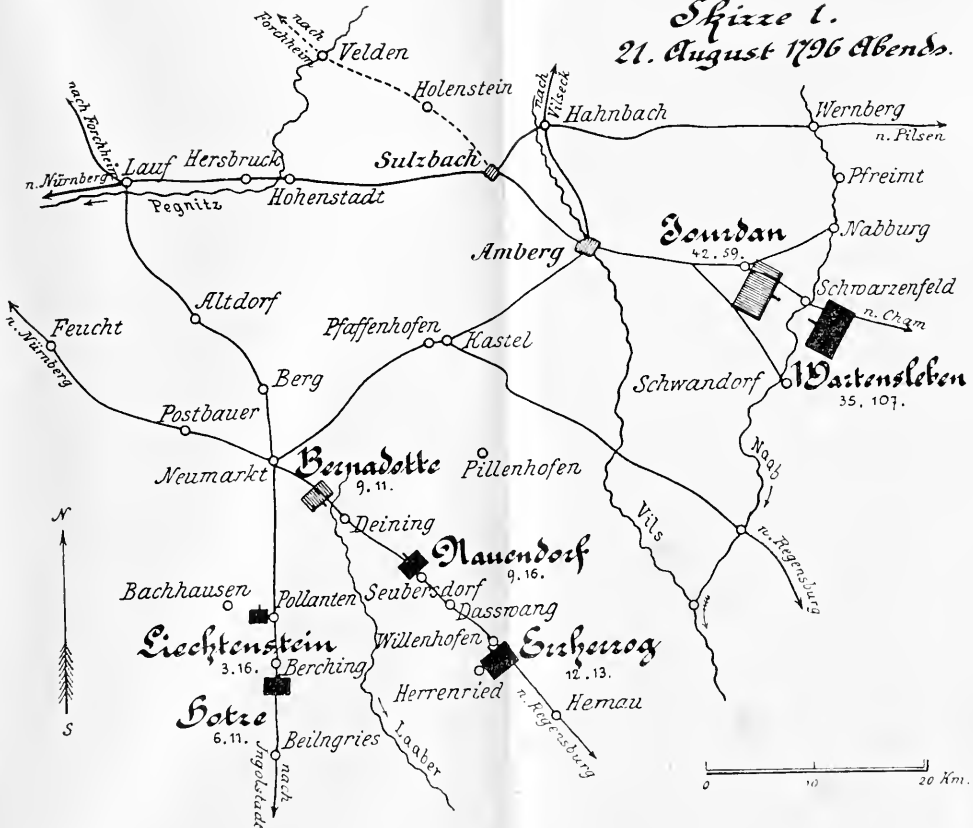 Skizze 1.
21. August 1796 Abends.
nach
Forchheim
Velden
Holenstein
nach
Vilseck
Hahnbach
Wernberg
n. Pilsen
nach Forchheim
n. Nürnberg
Lauf
Hersbruck
Sulzbach
Pfreimt
Pegnitz
Hohenstadt
Amberg
Jourdan
42. 59.
Nabburg
Schwarzenfeld
n. Cham
Altdorf
Feucht
n. Nürnberg
Pfaffenhofen
Kastel
Berg
Schwandorf
Wartensleben
35. 107.
Postbauer
Neumarkt
Bernadotte
9. 11.
Pillenhofen
Naab
Deining
Vils
n. Regensburg
N
S
Nauendorf
9. 16.
Seubersdorf
Bachhausen
Pollanten
Dasswang
Liechtenstein
3. 16.
Willenhofen
Erzherzog
12. 13.
Berching
Herrenried
Hotze
6. 11.
Hemau
n. Regensburg
Beilngries
Laaber
nach
Ingolstadt
0 10 20 Km.